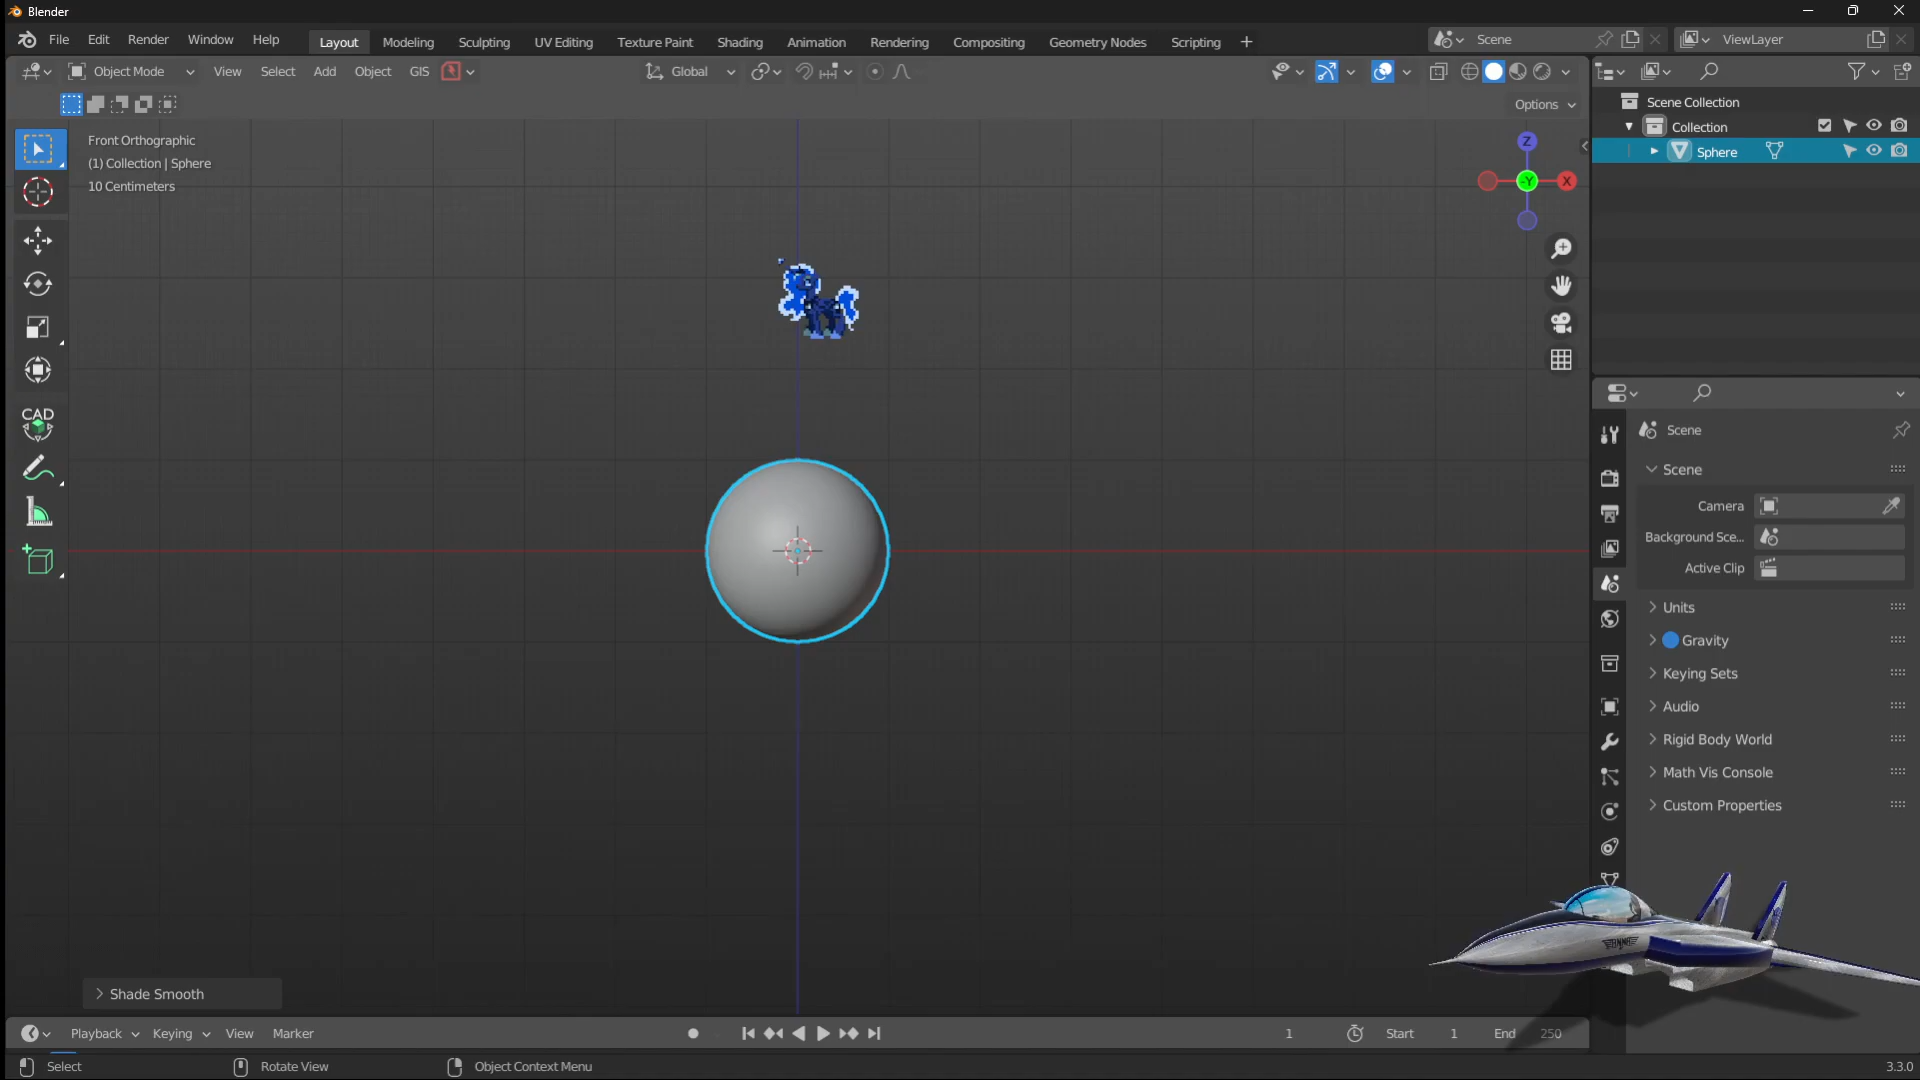 Blender
File Edit Render Window Help Layout Modeling Sculpting UV Editing Texture Paint Shading Animation Rendering Compositing Geometry Nodes Scripting + Scene ViewLayer
Object Mode View Select Add Object GIS Global
Options
Front Orthographic
(1) Collection | Sphere
10 Centimeters
Z
-Y X
CAD
Shade Smooth
Scene Collection
Collection
Sphere
Scene
Scene
Camera
Background Sce...
Active Clip
Units
Gravity
Keying Sets
Audio
Rigid Body World
Math Vis Console
Custom Properties
Playback Keying View Marker 1 Start 1 End 250
Select Rotate View Object Context Menu 3.3.0